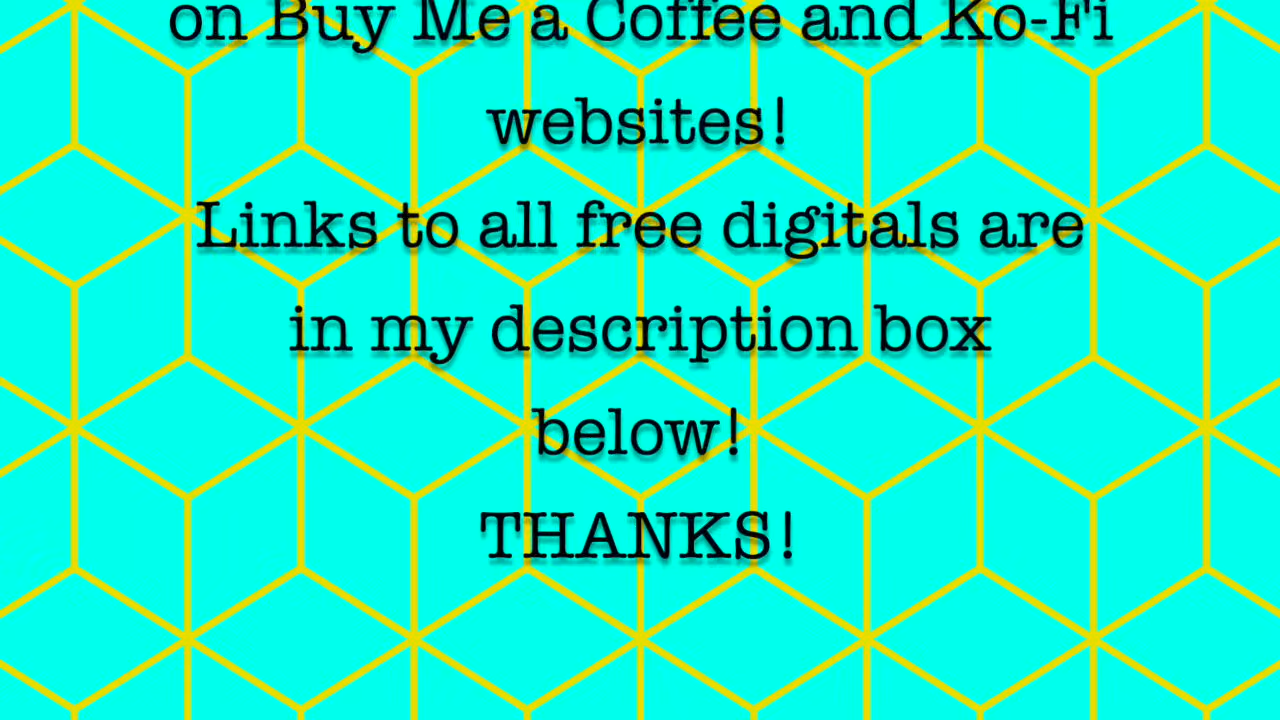 on Buy Me a Coffee and Ko-Fi
websites!
Links to all free digitals are
in my description box
below!
THANKS!